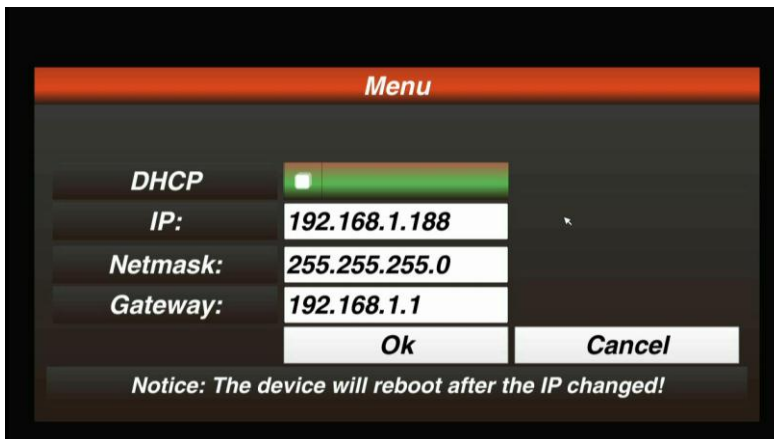 Menu
DHCP
IP: 192.168.1.188
Netmask: 255.255.255.0
Gateway: 192.168.1.1
Ok Cancel
Notice: The device will reboot after the IP changed!